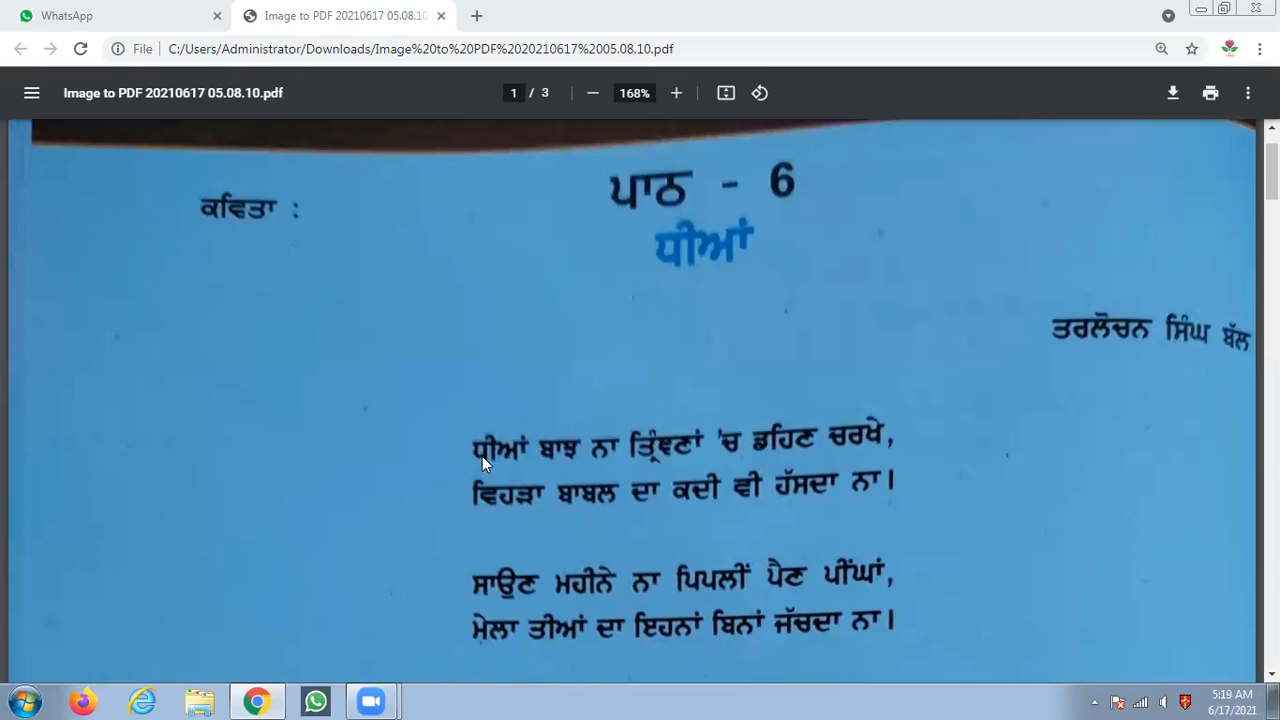 WhatsApp
Image to PDF 20210617 05.08.10
File
C:/Users/Administrator/Downloads/Image%20to%20PDF%2020210617%2005.08.10.pdf
Image to PDF 20210617 05.08.10.pdf
1 / 3
168%
ਪਾਠ - 6
ਕਵਿਤਾ :
ਧੀਆਂ
ਤਰਲੋਚਨ ਸਿੰਘ ਬੱਲ
ਧੀਆਂ ਬਾਝ ਨਾ ਤ੍ਰਿੰਞਣਾਂ 'ਚ ਡਹਿਣ ਚਰਖੇ,
ਵਿਹੜਾ ਬਾਬਲ ਦਾ ਕਦੀ ਵੀ ਹੱਸਦਾ ਨਾ।
ਸਾਉਣ ਮਹੀਨੇ ਨਾ ਪਿਪਲੀਂ ਪੈਣ ਪੀਂਘਾਂ,
ਮੇਲਾ ਤੀਆਂ ਦਾ ਇਹਨਾਂ ਬਿਨਾਂ ਜੱਚਦਾ ਨਾ।
5:19 AM
6/17/2021